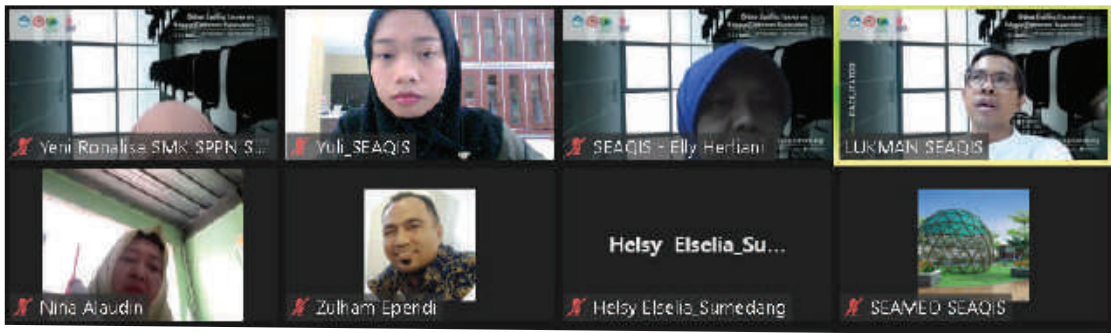 Yeni Ronalisa SMK SPPN S...
Yuli_SEAQIS
SEAQIS - Elly Herliani
LUKMAN SEAQIS
Nina Alaudin
Zulham Ependi
Helsy Elselia_Su...
Helsy Elselia_Sumedang
SEAMEO SEAQIS